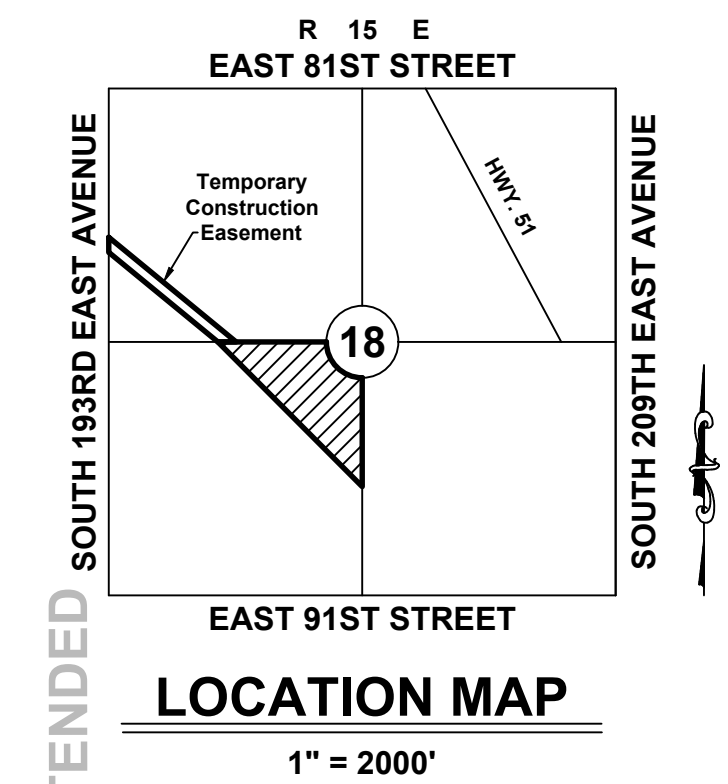 R 15 E
EAST 81ST STREET
SOUTH 193RD EAST AVENUE
Temporary
Construction
Easement
HWY. 51
SOUTH 209TH EAST AVENUE
18
EAST 91ST STREET
LOCATION MAP
1" = 2000'